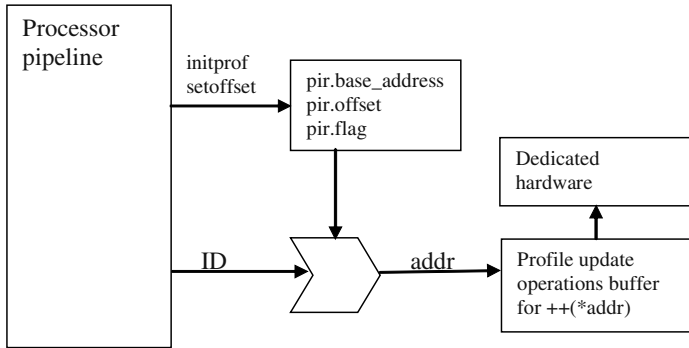 Processor
pipeline
initprof
setoffset
pir.base_address
pir.offset
pir.flag
Dedicated
hardware
ID
addr
Profile update
operations buffer
for ++(*addr)